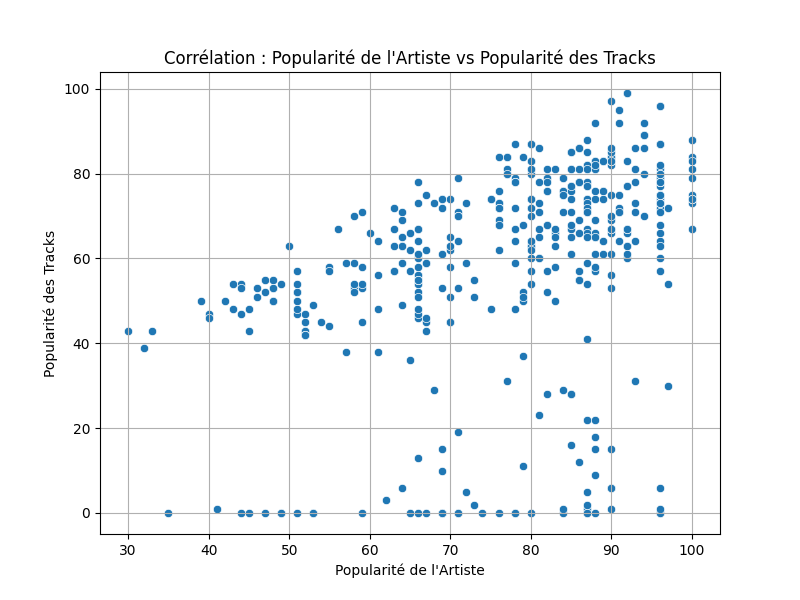 Corrélation : Popularité de l'Artiste vs Popularité des Tracks
Popularité des Tracks
100
80
60
40
20
0
30 40 50 60 70 80 90 100
Popularité de l'Artiste